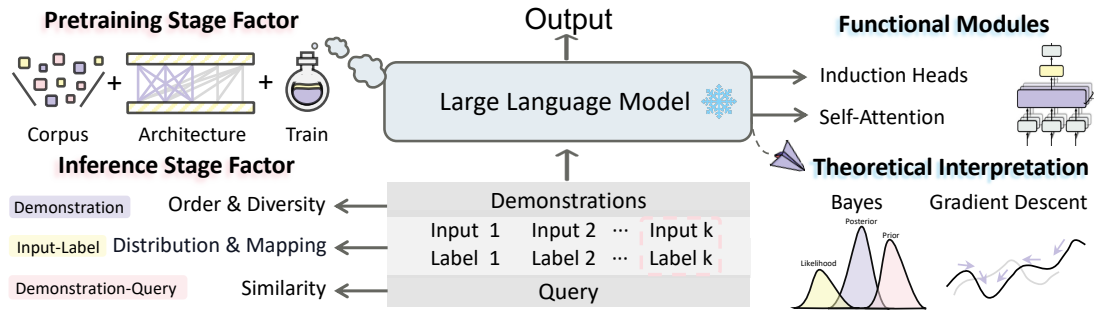 Pretraining Stage Factor
Corpus
Architecture
Train
Inference Stage Factor
Demonstration
Order & Diversity
Input-Label
Distribution & Mapping
Demonstration-Query
Similarity
Output
Large Language Model
Demonstrations
Input 1 Input 2 ··· Input k
Label 1 Label 2 ··· Label k
Query
Functional Modules
Induction Heads
Self-Attention
Theoretical Interpretation
Bayes
Gradient Descent
Posterior
Prior
Likelihood